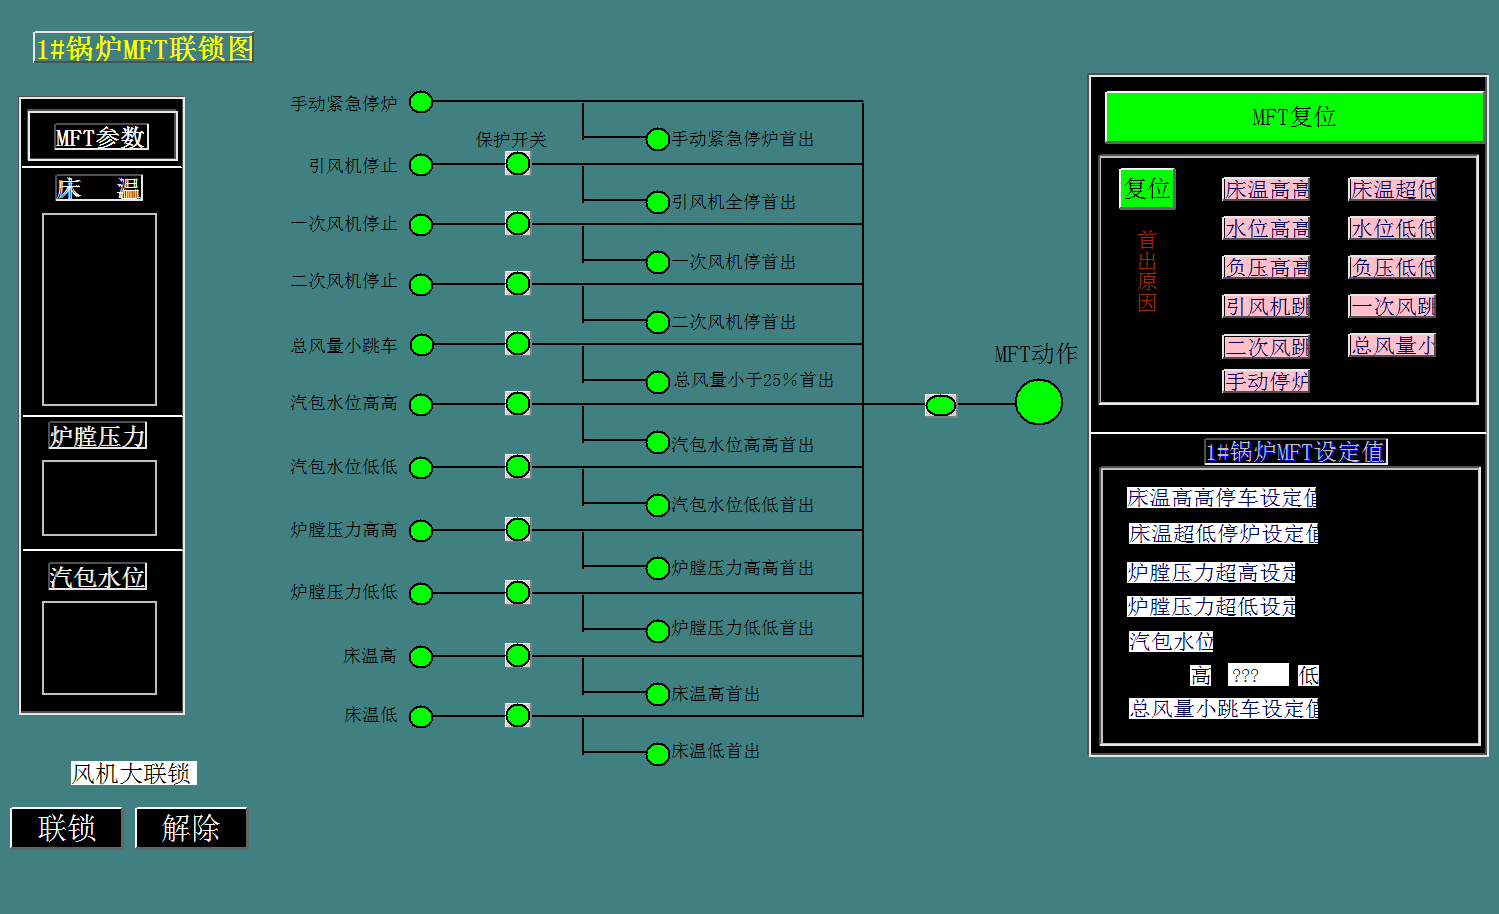 1#锅炉MFT联锁图
MFT参数
床 温
炉膛压力
汽包水位
风机大联锁
联锁
解除
保护开关
手动紧急停炉
手动紧急停炉首出
引风机停止
引风机全停首出
一次风机停止
一次风机停首出
二次风机停止
二次风机停首出
总风量小跳车
总风量小于25%首出
汽包水位高高
汽包水位高高首出
汽包水位低低
汽包水位低低首出
炉膛压力高高
炉膛压力高高首出
炉膛压力低低
炉膛压力低低首出
床温高
床温高首出
床温低
床温低首出
MFT动作
MFT复位
复位
首出原因
床温高高
床温超低
水位高高
水位低低
负压高高
负压低低
引风机跳
一次风跳
二次风跳
总风量小
手动停炉
1#锅炉MFT设定值
床温高高停车设定值
床温超低停炉设定值
炉膛压力超高设定
炉膛压力超低设定
汽包水位
高 ??? 低
总风量小跳车设定值